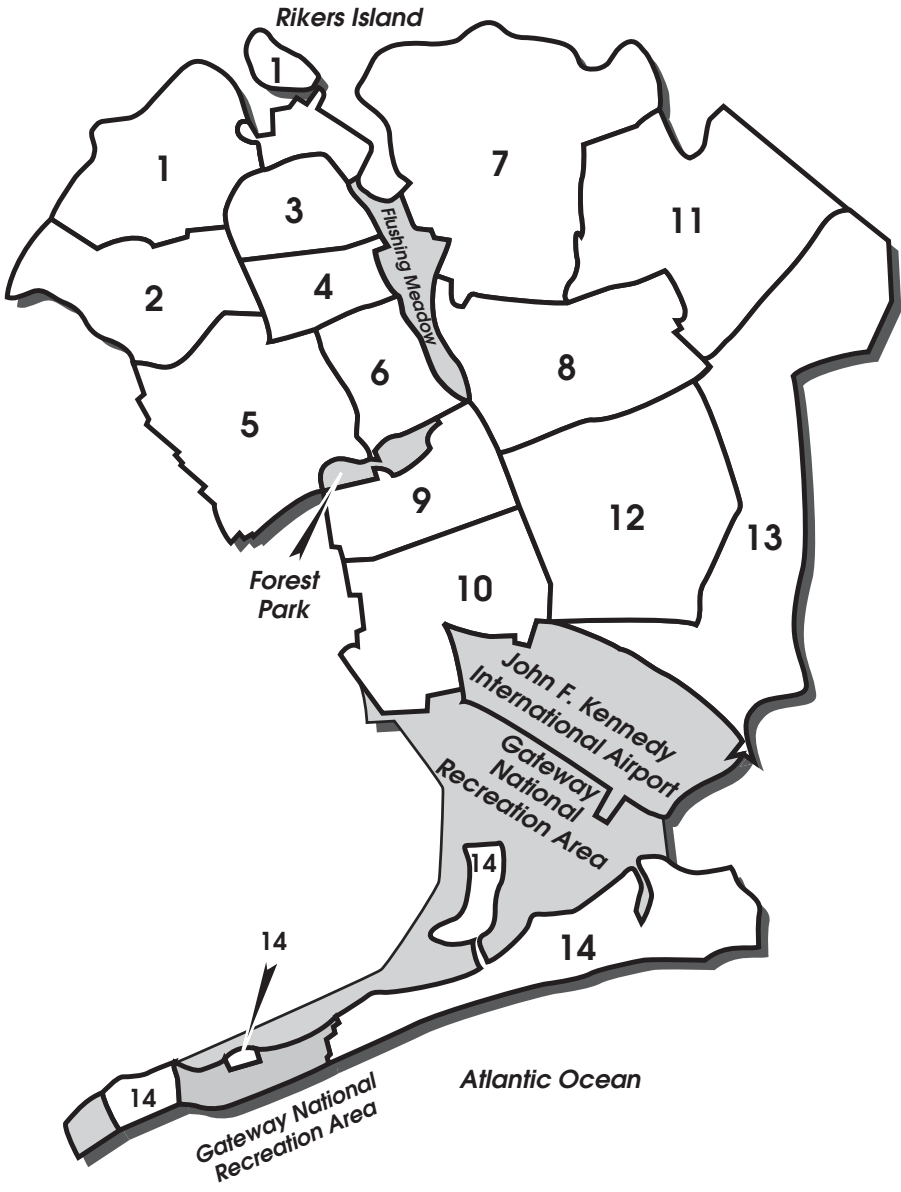 Rikers Island
1
1
7
3
11
Flushing Meadow
4
2
8
6
5
9
12
13
Forest
Park
10
John F. Kennedy
International Airport
Gateway
National
Recreation Area
14
14
14
14
Atlantic Ocean
Gateway National
Recreation Area